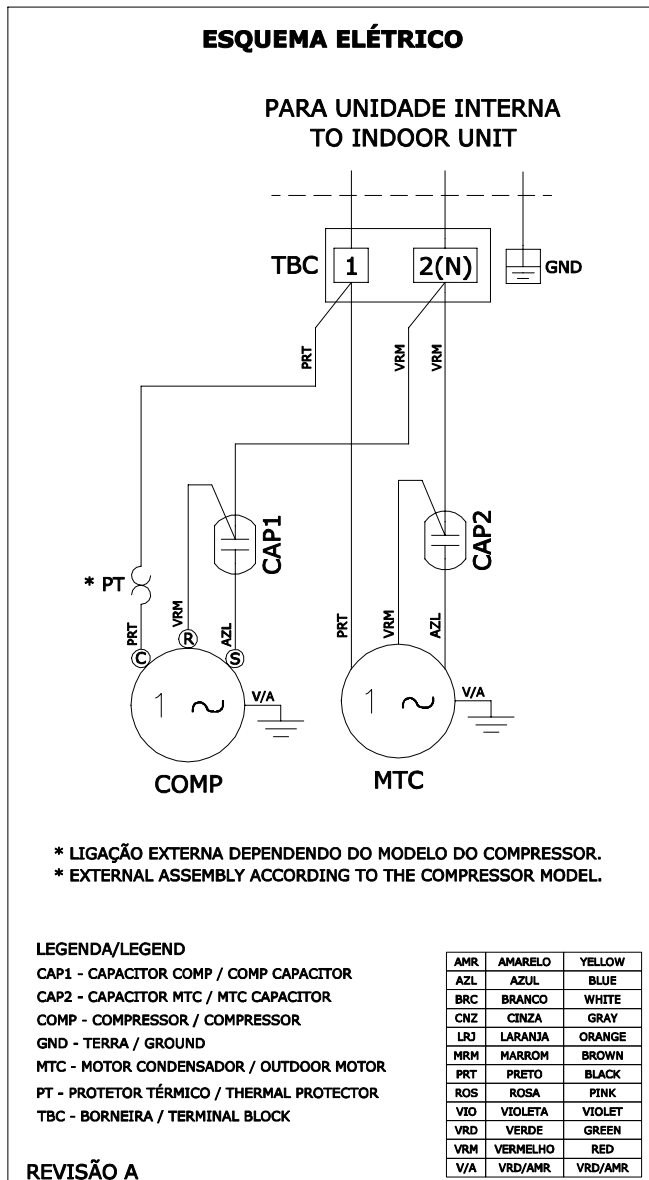 ESQUEMA ELÉTRICO
PARA UNIDADE INTERNA
TO INDOOR UNIT
TBC
1
2(N)
GND
PRT
VRM
VRM
CAP1
CAP2
* PT
PRT
VRM
AZL
PRT
VRM
AZL
C
R
S
1 ~
V/A
1 ~
V/A
COMP
MTC
* LIGAÇÃO EXTERNA DEPENDENDO DO MODELO DO COMPRESSOR.
* EXTERNAL ASSEMBLY ACCORDING TO THE COMPRESSOR MODEL.
LEGENDA/LEGEND
CAP1 - CAPACITOR COMP / COMP CAPACITOR
CAP2 - CAPACITOR MTC / MTC CAPACITOR
COMP - COMPRESSOR / COMPRESSOR
GND - TERRA / GROUND
MTC - MOTOR CONDENSADOR / OUTDOOR MOTOR
PT - PROTETOR TÉRMICO / THERMAL PROTECTOR
TBC - BORNEIRA / TERMINAL BLOCK
AMR AMARELO YELLOW
AZL AZUL BLUE
BRC BRANCO WHITE
CNZ CINZA GRAY
LRJ LARANJA ORANGE
MRM MARROM BROWN
PRT PRETO BLACK
ROS ROSA PINK
VIO VIOLETA VIOLET
VRD VERDE GREEN
VRM VERMELHO RED
V/A VRD/AMR VRD/AMR
REVISÃO A